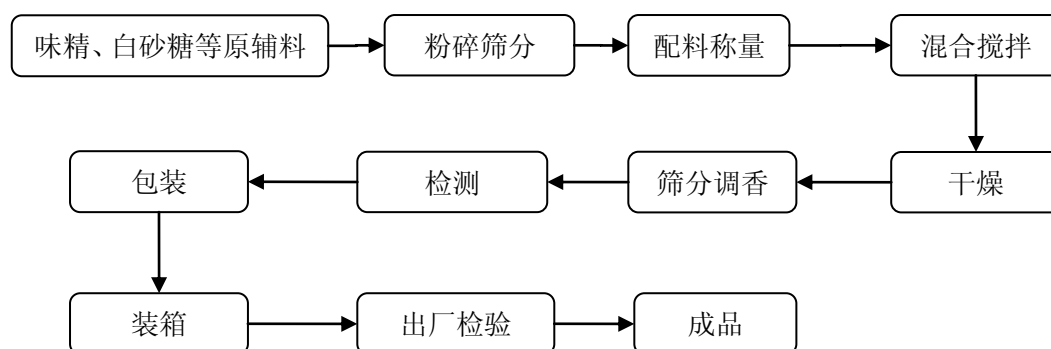 味精、白砂糖等原辅料
粉碎筛分
配料称量
混合搅拌
干燥
筛分调香
检测
包装
装箱
出厂检验
成品